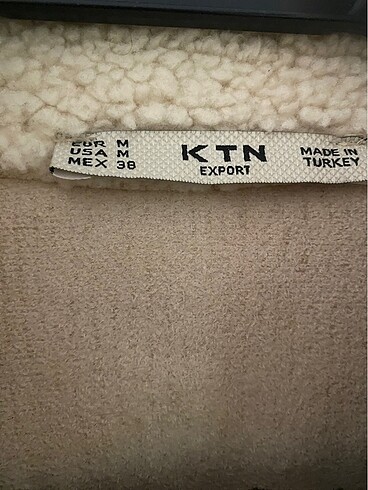 EUR M
USA M
MEX 38
KTN
EXPORT
MADE IN
TURKEY